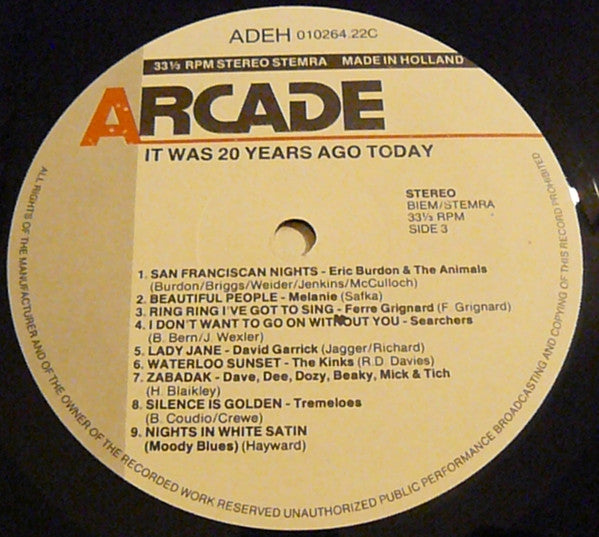 ADEH 010264.22C
33⅓ RPM STEREO STEMRA MADE IN HOLLAND
ARCADE
IT WAS 20 YEARS AGO TODAY
STEREO
BIEM/STEMRA
33⅓ RPM
SIDE 3
1. SAN FRANCISCAN NIGHTS - Eric Burdon & The Animals
(Burdon/Briggs/Weider/Jenkins/McCulloch)
2. BEAUTIFUL PEOPLE - Melanie (Safka)
3. RING RING I'VE GOT TO SING - Ferre Grignard (F. Grignard)
4. I DON'T WANT TO GO ON WITHOUT YOU - Searchers
(B. Bern/J. Wexler)
5. LADY JANE - David Garrick (Jagger/Richard)
6. WATERLOO SUNSET - The Kinks (R.D. Davies)
7. ZABADAK - Dave, Dee, Dozy, Beaky, Mick & Tich
(H. Blaikley)
8. SILENCE IS GOLDEN - Tremeloes
(B. Coudio/Crewe)
9. NIGHTS IN WHITE SATIN
(Moody Blues) (Hayward)
ALL RIGHTS OF THE MANUFACTURER AND OF THE OWNER OF THE RECORDED WORK RESERVED UNAUTHORIZED PUBLIC PERFORMANCE BROADCASTING AND COPYING OF THIS RECORD PROHIBITED